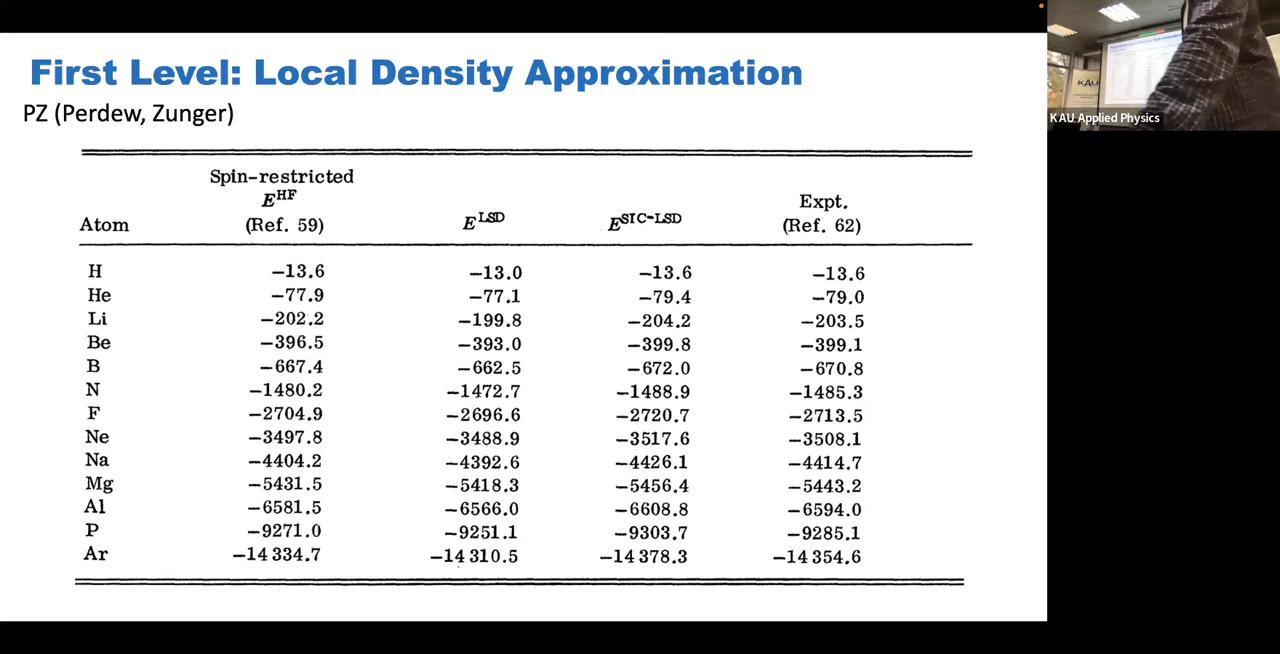 First Level: Local Density Approximation
PZ (Perdew, Zunger)
Spin-restricted
E^HF Expt.
Atom (Ref. 59) E^LSD E^SIC-LSD (Ref. 62)
H −13.6 −13.0 −13.6 −13.6
He −77.9 −77.1 −79.4 −79.0
Li −202.2 −199.8 −204.2 −203.5
Be −396.5 −393.0 −399.8 −399.1
B −667.4 −662.5 −672.0 −670.8
N −1480.2 −1472.7 −1488.9 −1485.3
F −2704.9 −2696.6 −2720.7 −2713.5
Ne −3497.8 −3488.9 −3517.6 −3508.1
Na −4404.2 −4392.6 −4426.1 −4414.7
Mg −5431.5 −5418.3 −5456.4 −5443.2
Al −6581.5 −6566.0 −6608.8 −6594.0
P −9271.0 −9251.1 −9303.7 −9285.1
Ar −14 334.7 −14 310.5 −14 378.3 −14 354.6
KAU
KAU Applied Physics